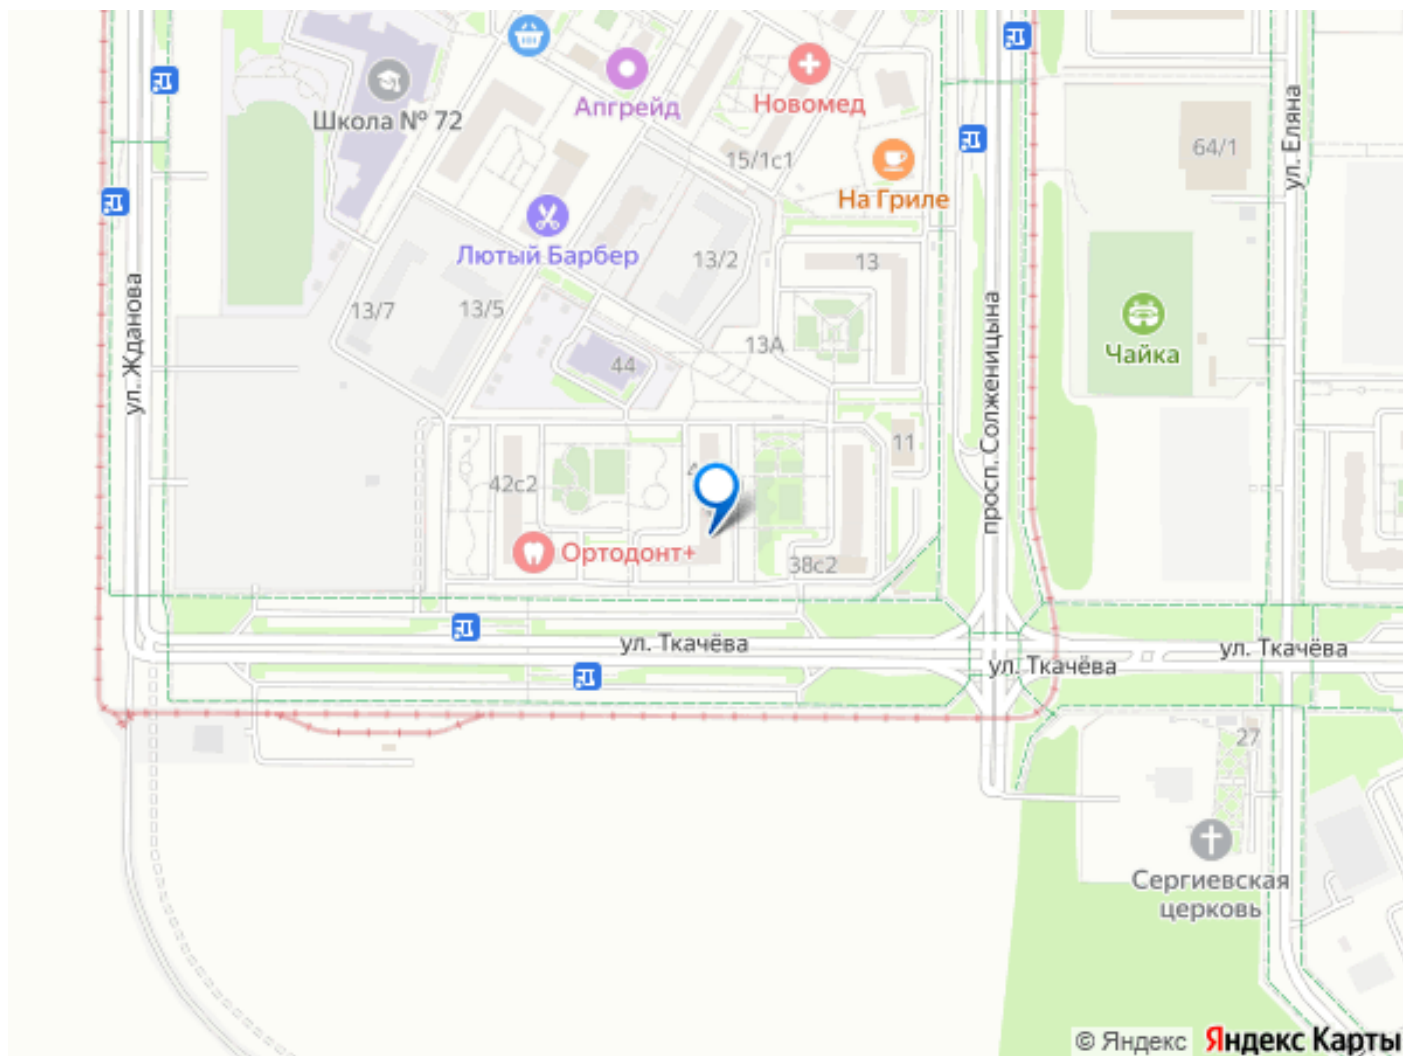 Школа № 72
Апгрейд
Новомед
15/1с1
64/1
ул. Еляна
На Гриле
Лютый Барбер
13/2
13
ул. Жданова
13/7
13/5
просп. Солженицына
Чайка
13А
44
11
42с2
Ортодонт+
38с2
ул. Ткачёва
ул. Ткачёва
ул. Ткачёва
27
Сергиевская
церковь
© Яндекс Яндекс Карты